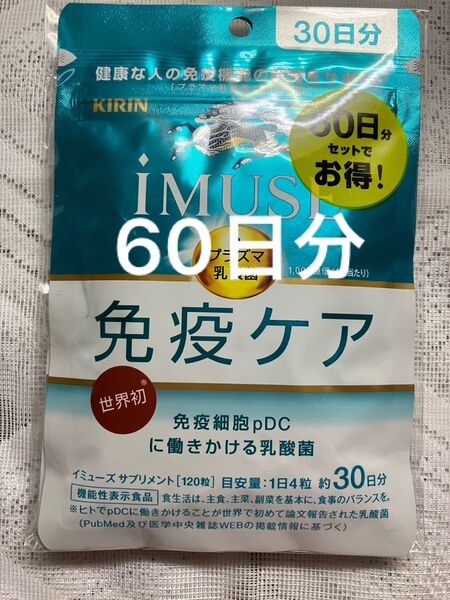 30日分
健康な人の免疫機能の
KIRIN
60日分
セットで
お得!
iMUSE
60日分
プラズマ
乳酸菌
免疫ケア
世界初※
免疫細胞pDC
に働きかける乳酸菌
イミューズ サプリメント[120粒] 目安量:1日4粒 約30日分
機能性表示食品 食生活は、主食、主菜、副菜を基本に、食事のバランスを。
※ヒトでpDCに働きかけることが世界で初めて論文報告された乳酸菌
(PubMed及び医学中央雑誌WEBの掲載情報に基づく)